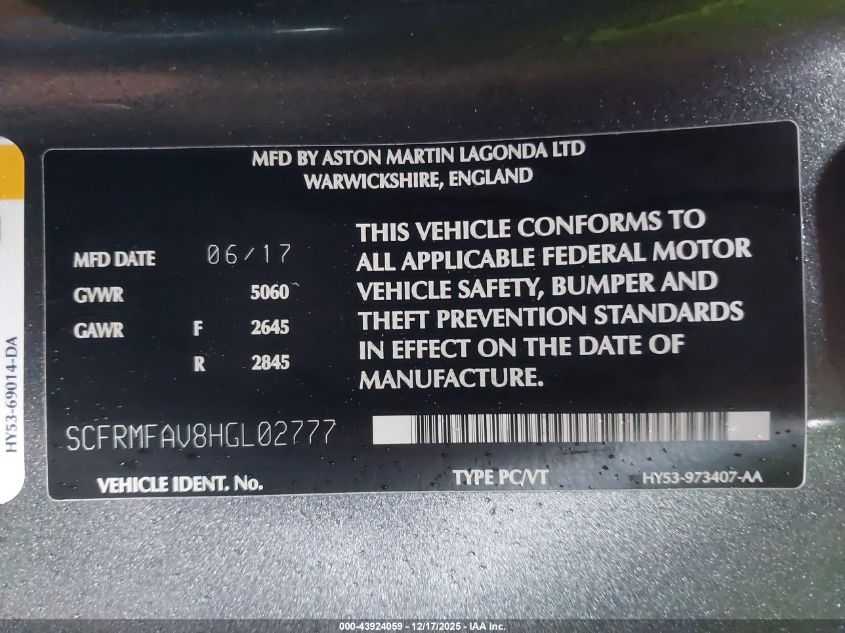 MFD BY ASTON MARTIN LAGONDA LTD
WARWICKSHIRE, ENGLAND
MFD DATE 06/17
GVWR 5060
GAWR F 2645
R 2845
THIS VEHICLE CONFORMS TO
ALL APPLICABLE FEDERAL MOTOR
VEHICLE SAFETY, BUMPER AND
THEFT PREVENTION STANDARDS
IN EFFECT ON THE DATE OF
MANUFACTURE.
SCFRMFAV8HGL02777
VEHICLE IDENT. No.
TYPE PC/VT
HY53-973407-AA
HY53-69014-DA
000-43924059 - 12/17/2025 - IAA Inc.